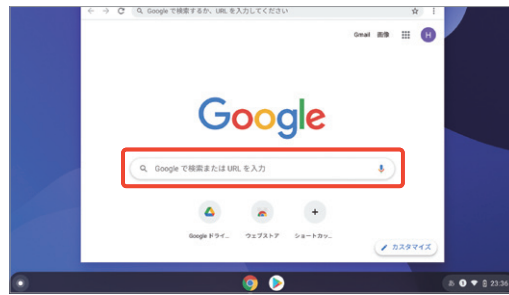 Google で検索するか、URL を入力してください
Gmail 画像
H
Google
Google で検索または URL を入力
Google ドライ... ウェブストア ショートカッ...
カスタマイズ
あ 23:36